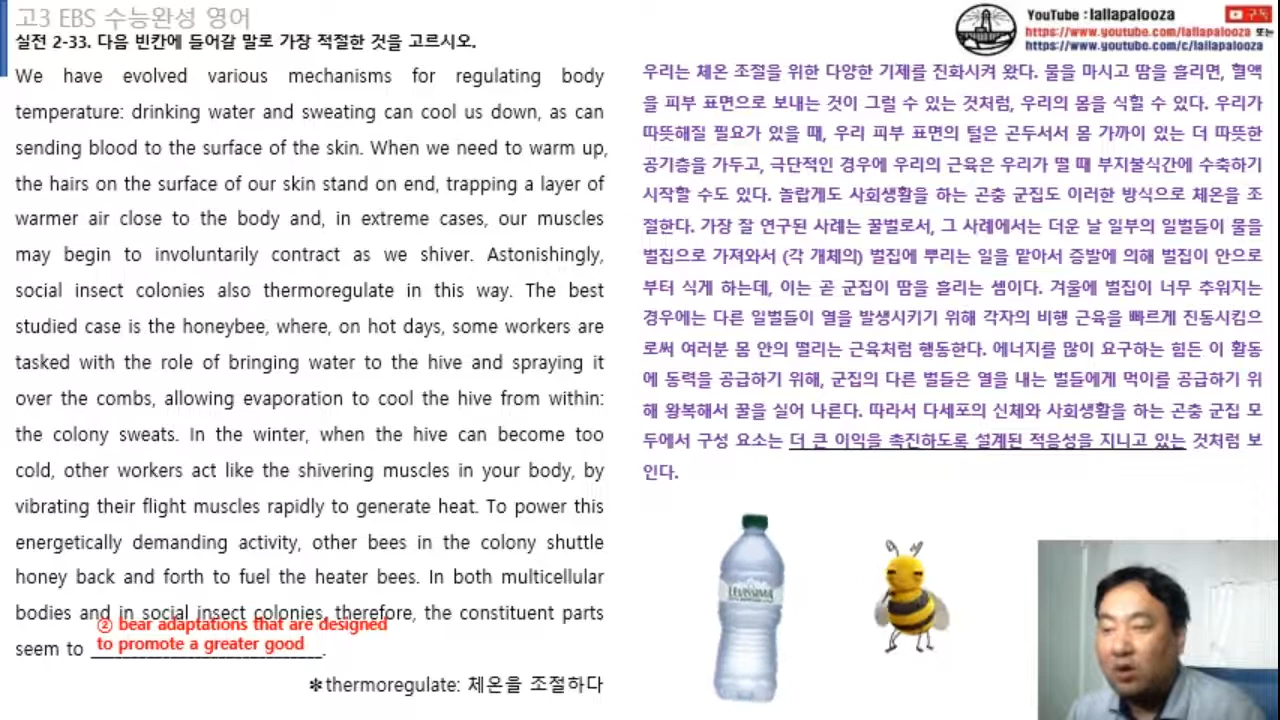 고3 EBS 수능완성 영어
실전 2-33. 다음 빈칸에 들어갈 말로 가장 적절한 것을 고르시오.
We have evolved various mechanisms for regulating body
temperature: drinking water and sweating can cool us down, as can
sending blood to the surface of the skin. When we need to warm up,
the hairs on the surface of our skin stand on end, trapping a layer of
warmer air close to the body and, in extreme cases, our muscles
may begin to involuntarily contract as we shiver. Astonishingly,
social insect colonies also thermoregulate in this way. The best
studied case is the honeybee, where, on hot days, some workers are
tasked with the role of bringing water to the hive and spraying it
over the combs, allowing evaporation to cool the hive from within:
the colony sweats. In the winter, when the hive can become too
cold, other workers act like the shivering muscles in your body, by
vibrating their flight muscles rapidly to generate heat. To power this
energetically demanding activity, other bees in the colony shuttle
honey back and forth to fuel the heater bees. In both multicellular
bodies and in social insect colonies, therefore, the constituent parts
② bear adaptations that are designed
to promote a greater good
seem to ____________________________.
✻thermoregulate: 체온을 조절하다
YouTube : lallapalooza
구독
https://www.youtube.com/lallapalooza 또는
https://www.youtube.com/c/lallapalooza
우리는 체온 조절을 위한 다양한 기제를 진화시켜 왔다. 물을 마시고 땀을 흘리면, 혈액
을 피부 표면으로 보내는 것이 그럴 수 있는 것처럼, 우리의 몸을 식힐 수 있다. 우리가
따뜻해질 필요가 있을 때, 우리 피부 표면의 털은 곤두서서 몸 가까이 있는 더 따뜻한
공기층을 가두고, 극단적인 경우에 우리의 근육은 우리가 떨 때 부지불식간에 수축하기
시작할 수도 있다. 놀랍게도 사회생활을 하는 곤충 군집도 이러한 방식으로 체온을 조
절한다. 가장 잘 연구된 사례는 꿀벌로서, 그 사례에서는 더운 날 일부의 일벌들이 물을
벌집으로 가져와서 (각 개체의) 벌집에 뿌리는 일을 맡아서 증발에 의해 벌집이 안으로
부터 식게 하는데, 이는 곧 군집이 땀을 흘리는 셈이다. 겨울에 벌집이 너무 추워지는
경우에는 다른 일벌들이 열을 발생시키기 위해 각자의 비행 근육을 빠르게 진동시킴으
로써 여러분 몸 안의 떨리는 근육처럼 행동한다. 에너지를 많이 요구하는 힘든 이 활동
에 동력을 공급하기 위해, 군집의 다른 벌들은 열을 내는 벌들에게 먹이를 공급하기 위
해 왕복해서 꿀을 실어 나른다. 따라서 다세포의 신체와 사회생활을 하는 곤충 군집 모
두에서 구성 요소는 더 큰 이익을 촉진하도록 설계된 적응성을 지니고 있는 것처럼 보
인다.
LEVISSIMA